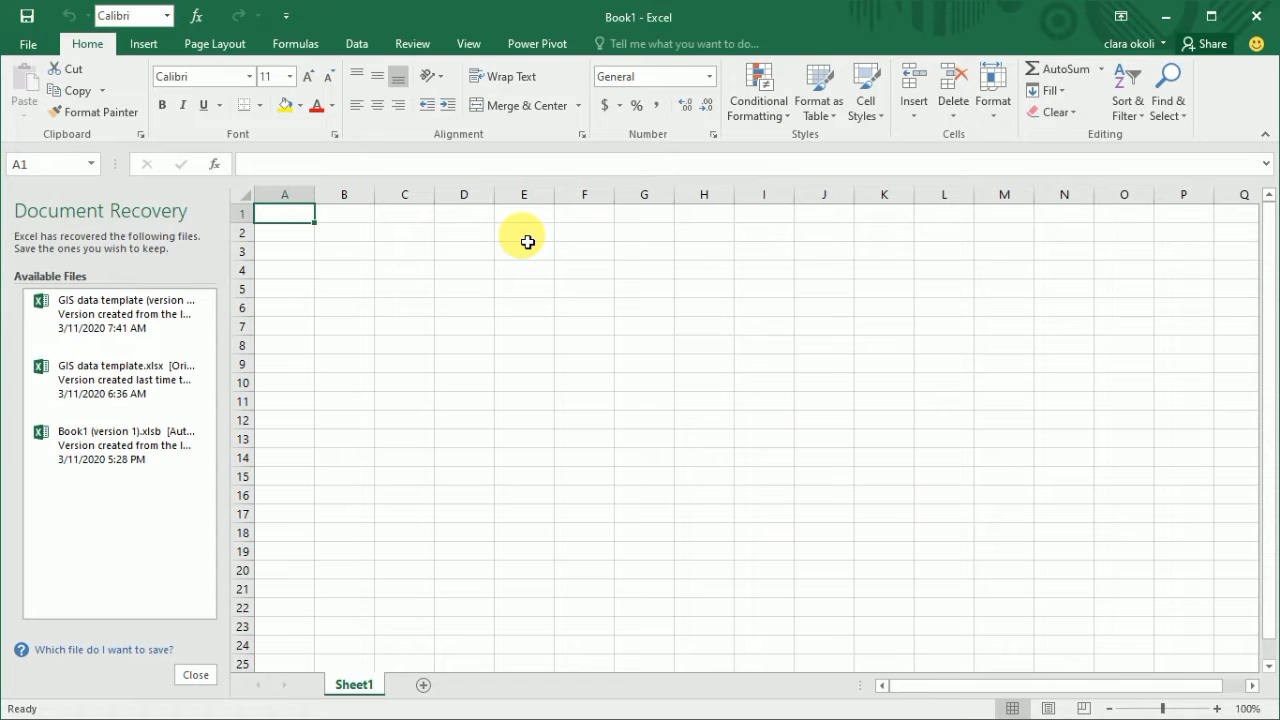 Calibri
Book1 - Excel
File Home Insert Page Layout Formulas Data Review View Power Pivot Tell me what you want to do... clara okoli Share
Paste
Cut
Copy
Format Painter
Clipboard
Calibri 11
B I U
Font
Wrap Text
Merge & Center
Alignment
General
$ % ,
Number
Conditional Formatting
Format as Table
Cell Styles
Styles
Insert Delete Format
Cells
AutoSum
Fill
Clear
Sort & Filter
Find & Select
Editing
A1
fx
Document Recovery
Excel has recovered the following files.
Save the ones you wish to keep.
Available Files
GIS data template (version ...
Version created from the l...
3/11/2020 7:41 AM
GIS data template.xlsx [Ori...
Version created last time t...
3/11/2020 6:36 AM
Book1 (version 1).xlsb [Aut...
Version created from the l...
3/11/2020 5:28 PM
Which file do I want to save?
Close
A B C D E F G H I J K L M N O P Q
1
2
3
4
5
6
7
8
9
10
11
12
13
14
15
16
17
18
19
20
21
22
23
24
25
Sheet1
Ready
100%